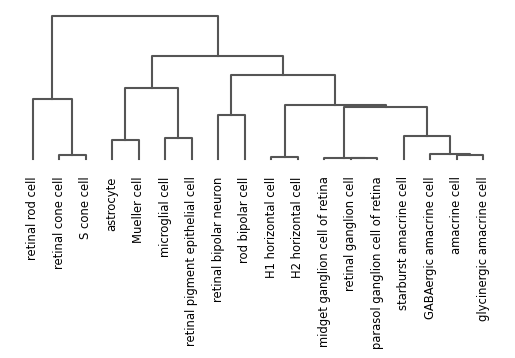 retinal rod cell
retinal cone cell
S cone cell
astrocyte
Mueller cell
microglial cell
retinal pigment epithelial cell
retinal bipolar neuron
rod bipolar cell
H1 horizontal cell
H2 horizontal cell
midget ganglion cell of retina
retinal ganglion cell
parasol ganglion cell of retina
starburst amacrine cell
GABAergic amacrine cell
amacrine cell
glycinergic amacrine cell